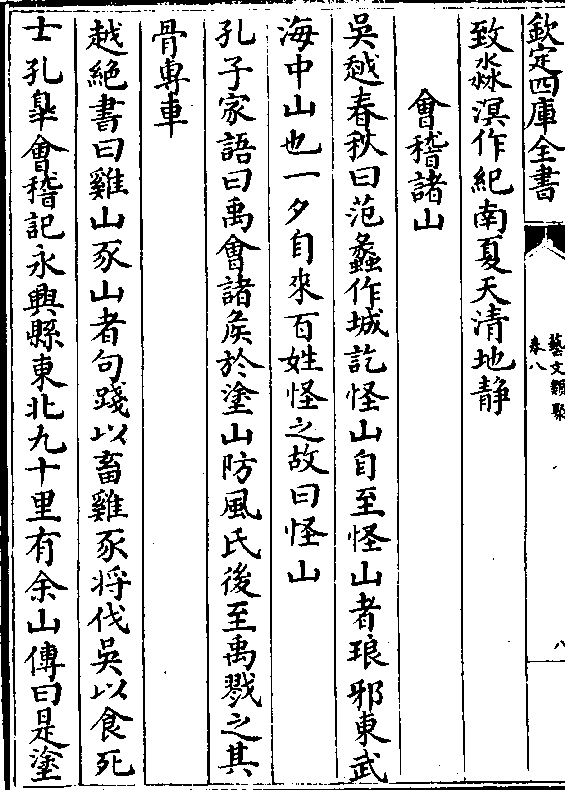 欽定四庫全書
藝文類聚
卷八
八
致淼溟作紀南夏天清地静
會稽諸山
吳越春秋曰范蠡作城訖怪山自至怪山者琅邪東武
海中山也一夕自來百姓怪之故曰怪山
孔子家語曰禹會諸矦於塗山防風氏後至禹戮之其
骨專車
越絶書曰雞山豕山者句踐以畜雞豕将伐吳以食死
士孔臯會稽記永興縣東北九十里有余山傳曰是塗